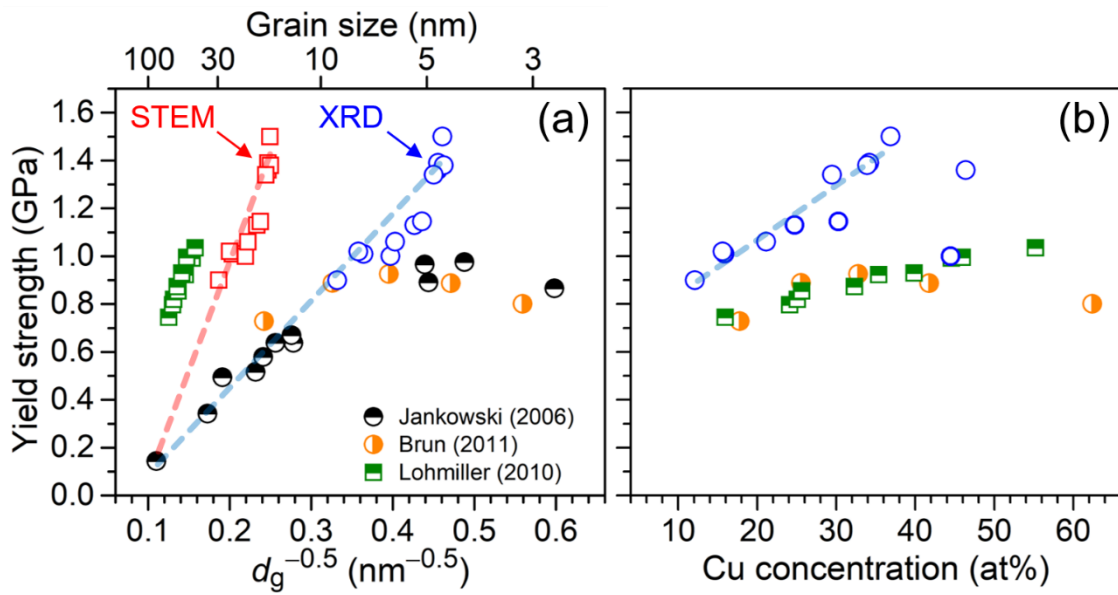 Grain size (nm)
100 30 10 5 3
1.6
1.4
1.2
1.0
0.8
0.6
0.4
0.2
0.0
Yield strength (GPa)
STEM
XRD
(a)
Jankowski (2006)
Brun (2011)
Lohmiller (2010)
0.1 0.2 0.3 0.4 0.5 0.6
d_g^−0.5 (nm^−0.5)
(b)
10 20 30 40 50 60
Cu concentration (at%)